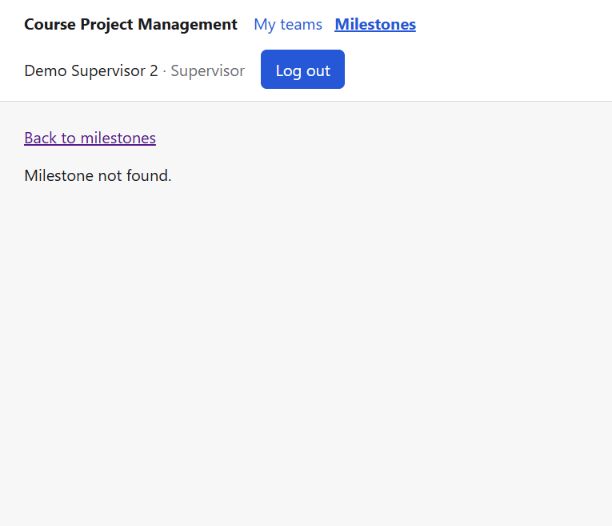 Course Project Management My teams Milestones
Demo Supervisor 2 · Supervisor Log out
Back to milestones
Milestone not found.